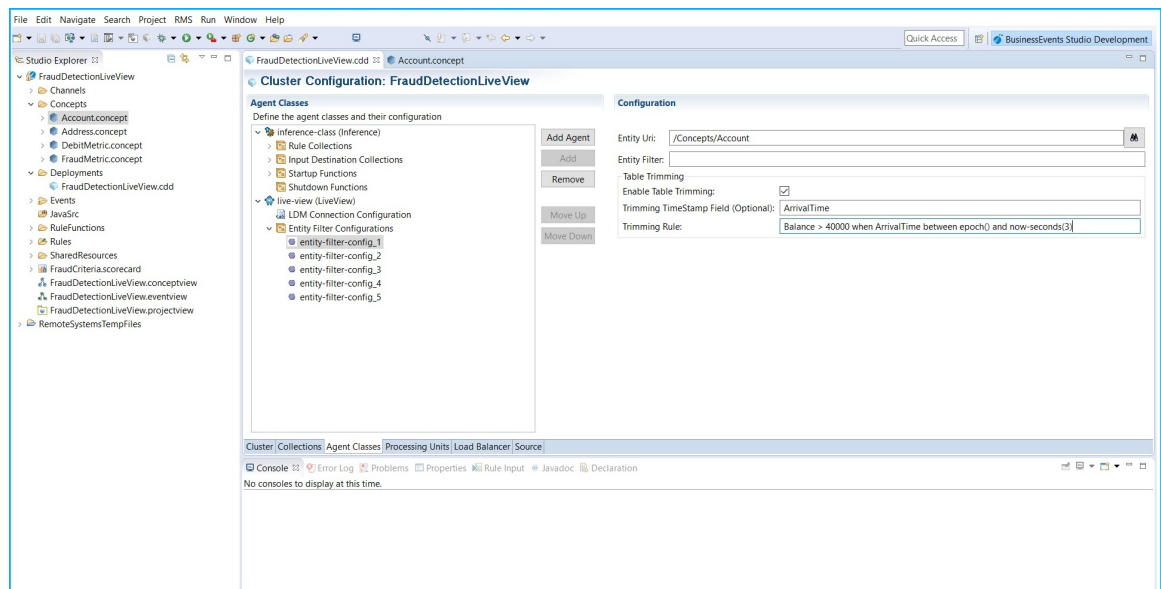 File Edit Navigate Search Project RMS Run Window Help
Quick Access
BusinessEvents Studio Development
Studio Explorer
FraudDetectionLiveView
Channels
Concepts
Account.concept
Address.concept
DebitMetric.concept
FraudMetric.concept
Deployments
FraudDetectionLiveView.cdd
Events
JavaSrc
RuleFunctions
Rules
SharedResources
FraudCriteria.scorecard
FraudDetectionLiveView.conceptview
FraudDetectionLiveView.eventview
FraudDetectionLiveView.projectview
RemoteSystemsTempFiles
FraudDetectionLiveView.cdd Account.concept
Cluster Configuration: FraudDetectionLiveView
Agent Classes
Define the agent classes and their configuration
inference-class (Inference)
Rule Collections
Input Destination Collections
Startup Functions
Shutdown Functions
live-view (LiveView)
LDM Connection Configuration
Entity Filter Configurations
entity-filter-config_1
entity-filter-config_2
entity-filter-config_3
entity-filter-config_4
entity-filter-config_5
Add Agent
Add
Remove
Move Up
Move Down
Configuration
Entity Uri: /Concepts/Account
Entity Filter:
Table Trimming
Enable Table Trimming:
Trimming TimeStamp Field (Optional): ArrivalTime
Trimming Rule: Balance > 40000 when ArrivalTime between epoch() and now-seconds(3)
Cluster Collections Agent Classes Processing Units Load Balancer Source
Console Error Log Problems Properties Rule Input Javadoc Declaration
No consoles to display at this time.